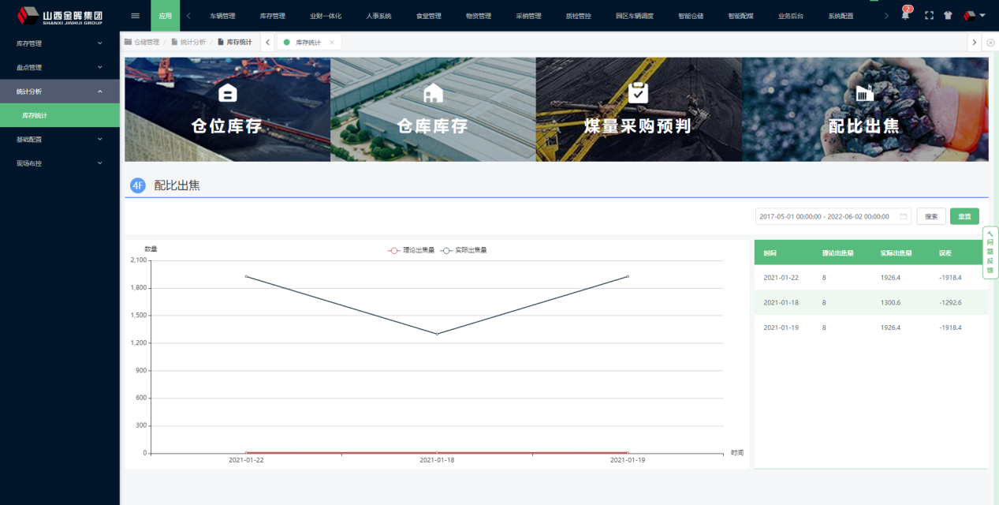 山西金晖集团
SHANXI JINHUI GROUP
应用
车辆管理
库存管理
业财一体化
人事系统
食堂管理
物资管理
采销管理
质检管控
园区车辆调度
智能仓储
智能配煤
业务后台
系统配置
2
库存管理
盘点管理
统计分析
库存统计
基础配置
现场布控
仓储管理 / 统计分析 / 库存统计
库存统计
仓位库存
仓库库存
煤量采购预判
配比出焦
4F 配比出焦
2017-05-01 00:00:00 - 2022-06-02 00:00:00
搜索
重置
数量
理论出焦量
实际出焦量
2,100
1,800
1,500
1,200
900
600
300
0
2021-01-22
2021-01-18
2021-01-19
时间
时间 理论出焦量 实际出焦量 误差
2021-01-22 8 1926.4 -1918.4
2021-01-18 8 1300.6 -1292.6
2021-01-19 8 1926.4 -1918.4
问题反馈